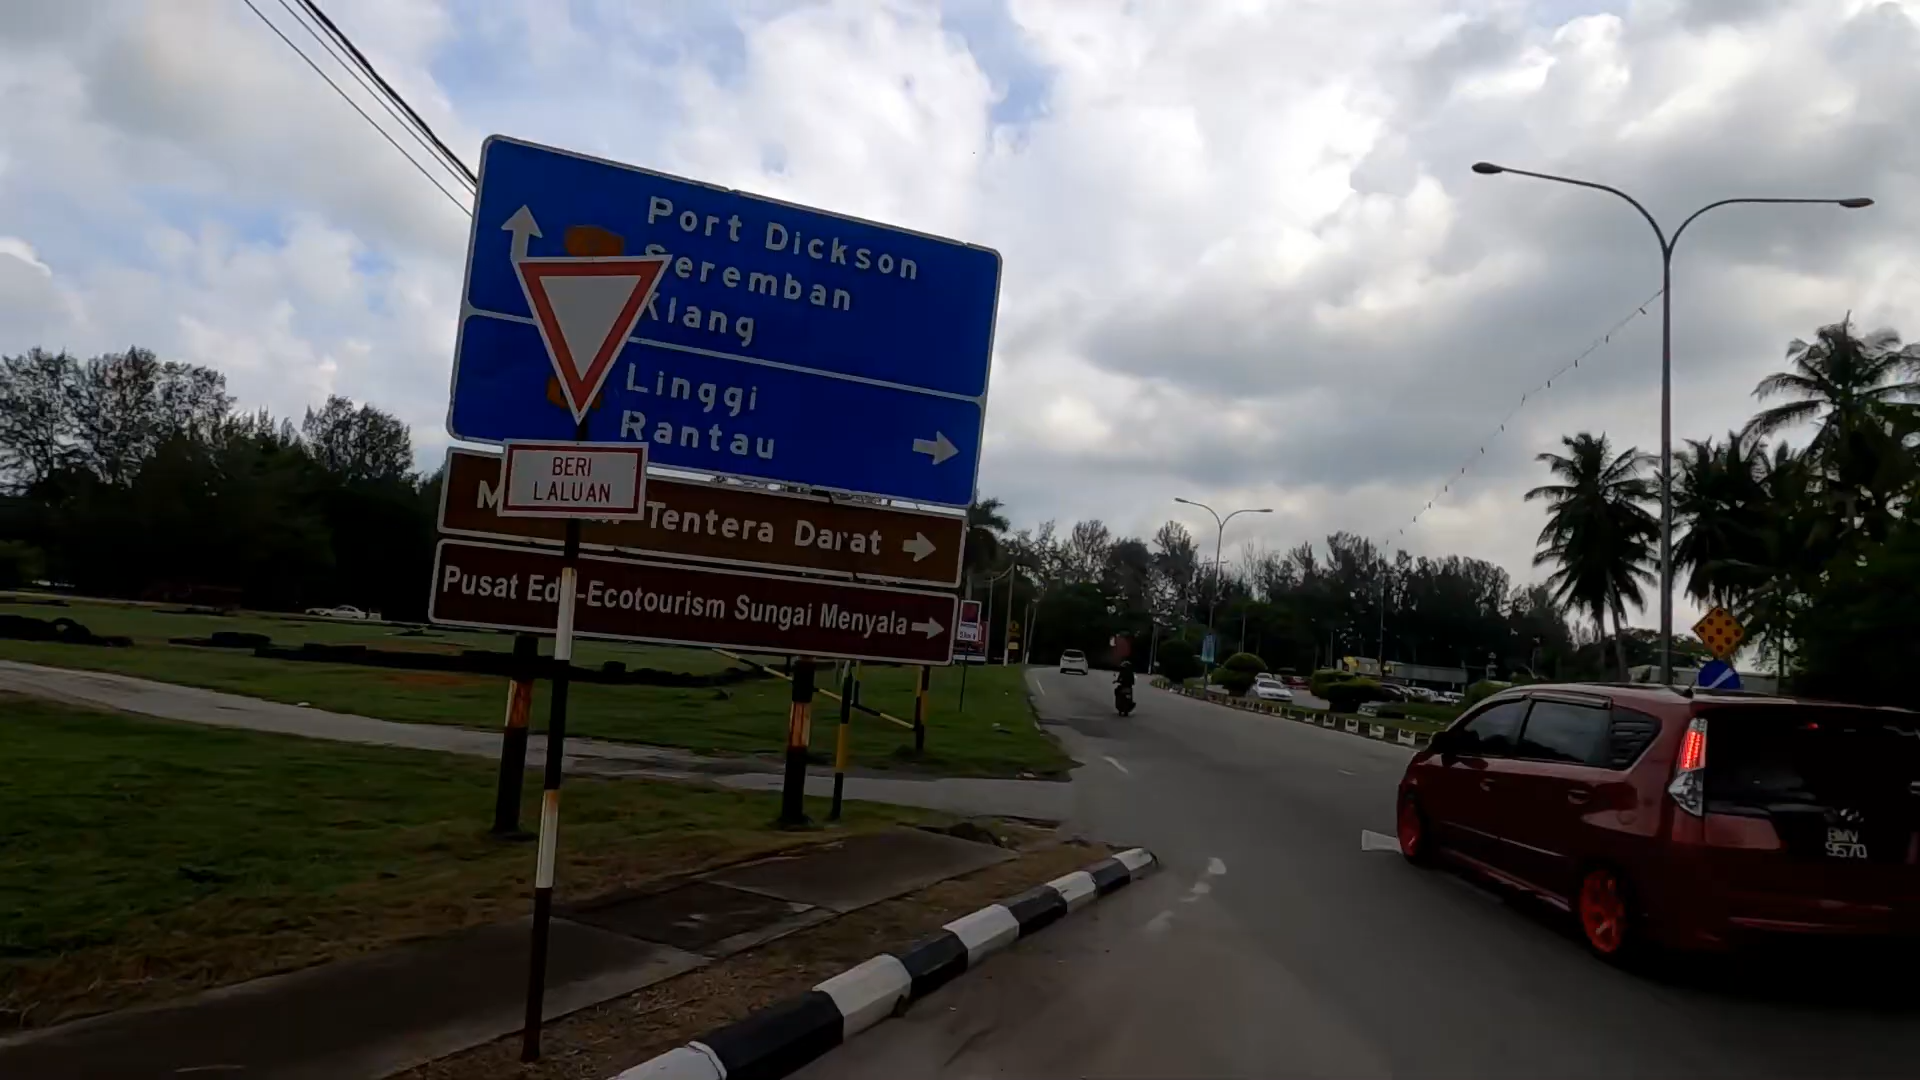 Port Dickson
Seremban
Klang
Linggi
Rantau
BERI
LALUAN
Tentera Darat
Pusat Edu-Ecotourism Sungai Menyala
BMV
9570